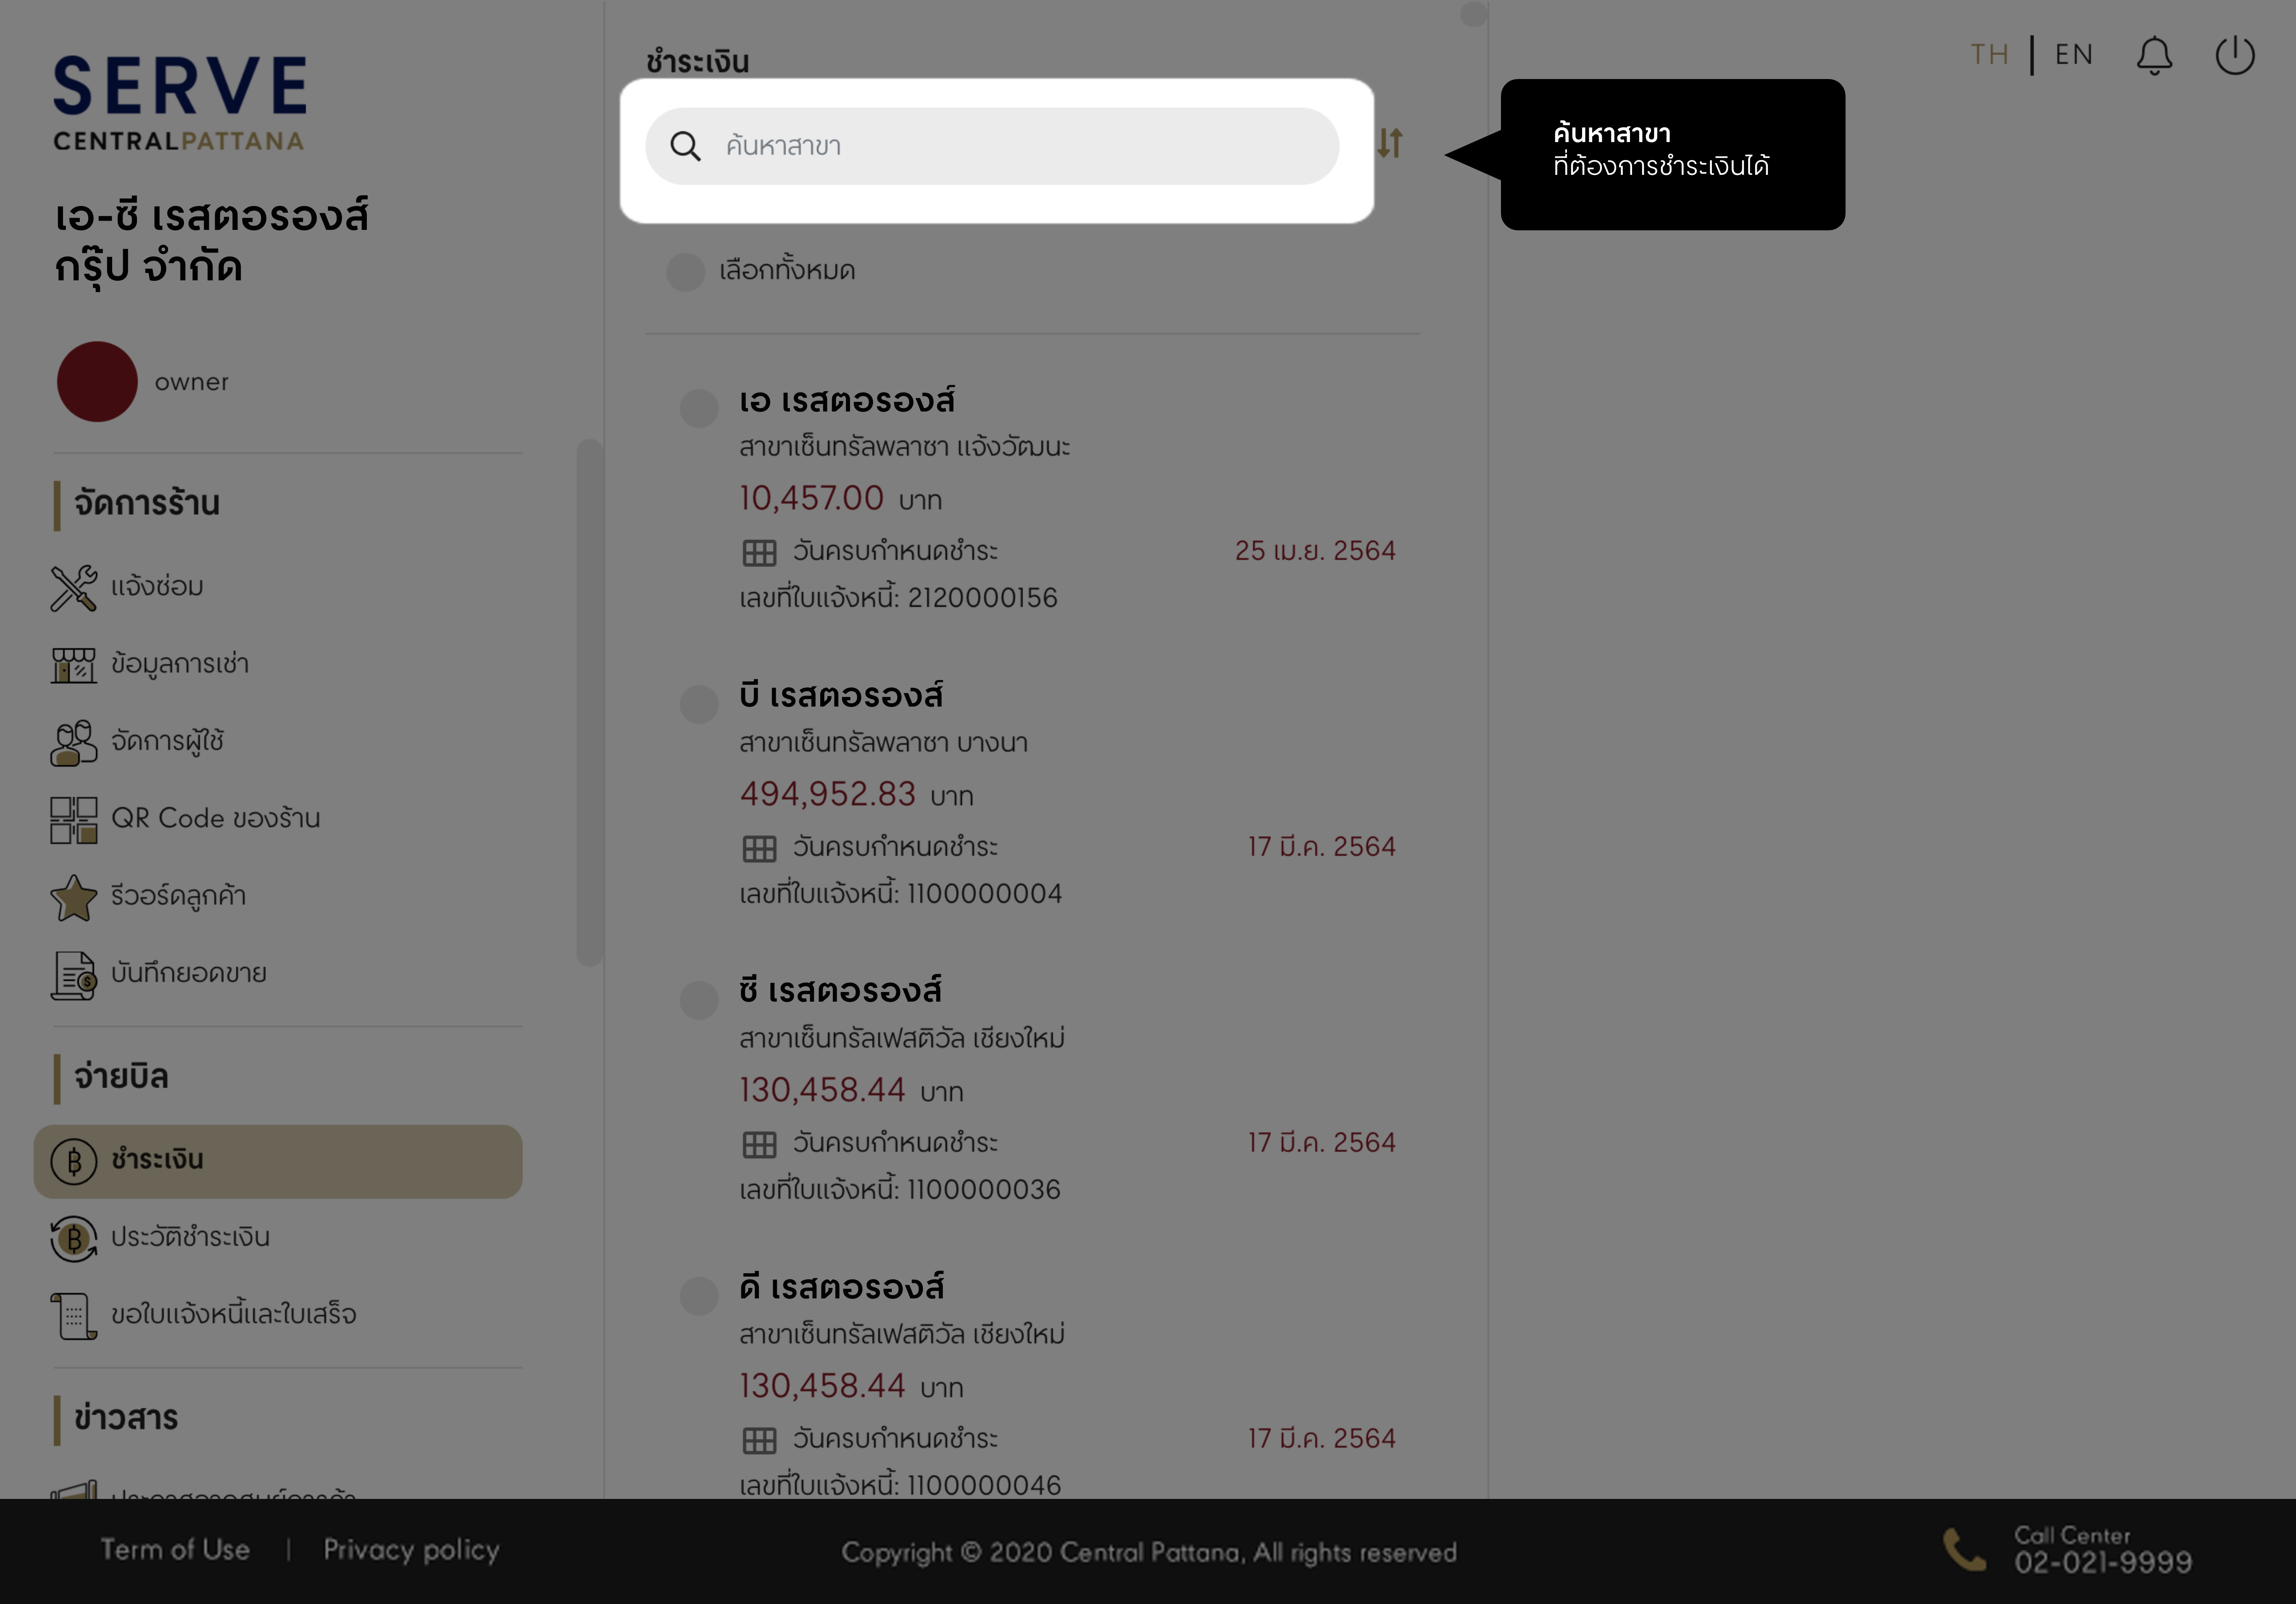 SERVE
CENTRALPATTANA
เอ-ซี เรสตอรองส์
กรุ๊ป จำกัด
owner
จัดการร้าน
แจ้งซ่อม
ข้อมูลการเช่า
จัดการผู้ใช้
QR Code ของร้าน
รีวอร์ดลูกค้า
บันทึกยอดขาย
จ่ายบิล
ชำระเงิน
ประวัติชำระเงิน
ขอใบแจ้งหนี้และใบเสร็จ
ข่าวสาร
ชำระเงิน
ค้นหาสาขา
เลือกทั้งหมด
เอ เรสตอรองส์
สาขาเซ็นทรัลพลาซา แจ้งวัฒนะ
10,457.00 บาท
วันครบกำหนดชำระ 25 เม.ย. 2564
เลขที่ใบแจ้งหนี้: 2120000156
บี เรสตอรองส์
สาขาเซ็นทรัลพลาซา บางนา
494,952.83 บาท
วันครบกำหนดชำระ 17 มี.ค. 2564
เลขที่ใบแจ้งหนี้: 1100000004
ซี เรสตอรองส์
สาขาเซ็นทรัลเฟสติวัล เชียงใหม่
130,458.44 บาท
วันครบกำหนดชำระ 17 มี.ค. 2564
เลขที่ใบแจ้งหนี้: 1100000036
ดี เรสตอรองส์
สาขาเซ็นทรัลเฟสติวัล เชียงใหม่
130,458.44 บาท
วันครบกำหนดชำระ 17 มี.ค. 2564
เลขที่ใบแจ้งหนี้: 1100000046
TH | EN
ค้นหาสาขา
ที่ต้องการชำระเงินได้
Term of Use | Privacy policy
Copyright © 2020 Central Pattana, All rights reserved
Call Center
02-021-9999